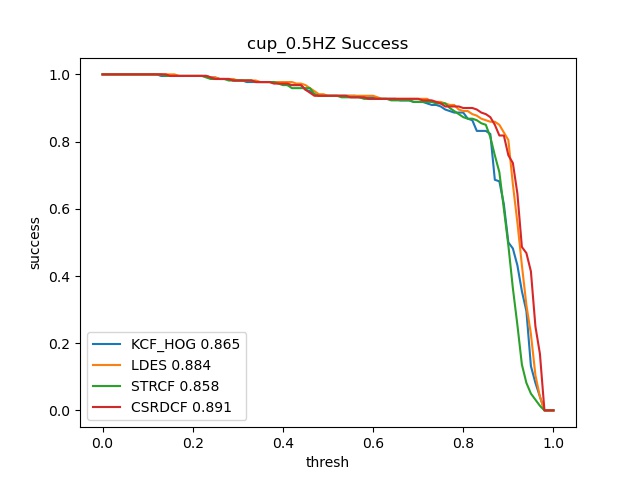 cup_0.5HZ Success
success
1.0
0.8
0.6
0.4
0.2
0.0
KCF_HOG 0.865
LDES 0.884
STRCF 0.858
CSRDCF 0.891
0.0 0.2 0.4 0.6 0.8 1.0
thresh